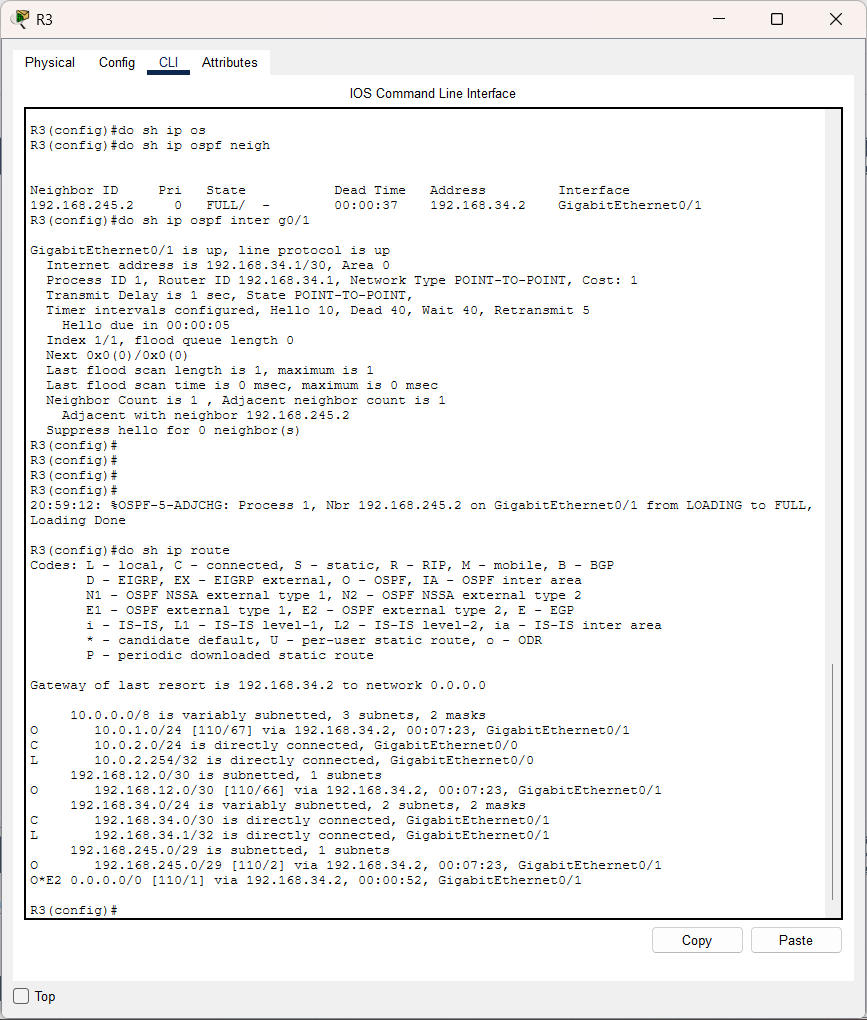 R3
Physical Config CLI Attributes
IOS Command Line Interface
R3(config)#do sh ip os
R3(config)#do sh ip ospf neigh
Neighbor ID     Pri   State           Dead Time   Address         Interface
192.168.245.2     0   FULL/  -        00:00:37    192.168.34.2    GigabitEthernet0/1
R3(config)#do sh ip ospf inter g0/1
GigabitEthernet0/1 is up, line protocol is up
  Internet address is 192.168.34.1/30, Area 0
  Process ID 1, Router ID 192.168.34.1, Network Type POINT-TO-POINT, Cost: 1
  Transmit Delay is 1 sec, State POINT-TO-POINT,
  Timer intervals configured, Hello 10, Dead 40, Wait 40, Retransmit 5
    Hello due in 00:00:05
  Index 1/1, flood queue length 0
  Next 0x0(0)/0x0(0)
  Last flood scan length is 1, maximum is 1
  Last flood scan time is 0 msec, maximum is 0 msec
  Neighbor Count is 1 , Adjacent neighbor count is 1
    Adjacent with neighbor 192.168.245.2
  Suppress hello for 0 neighbor(s)
R3(config)#
R3(config)#
R3(config)#
R3(config)#
20:59:12: %OSPF-5-ADJCHG: Process 1, Nbr 192.168.245.2 on GigabitEthernet0/1 from LOADING to FULL,
Loading Done
R3(config)#do sh ip route
Codes: L - local, C - connected, S - static, R - RIP, M - mobile, B - BGP
       D - EIGRP, EX - EIGRP external, O - OSPF, IA - OSPF inter area
       N1 - OSPF NSSA external type 1, N2 - OSPF NSSA external type 2
       E1 - OSPF external type 1, E2 - OSPF external type 2, E - EGP
       i - IS-IS, L1 - IS-IS level-1, L2 - IS-IS level-2, ia - IS-IS inter area
       * - candidate default, U - per-user static route, o - ODR
       P - periodic downloaded static route
Gateway of last resort is 192.168.34.2 to network 0.0.0.0
     10.0.0.0/8 is variably subnetted, 3 subnets, 2 masks
O       10.0.1.0/24 [110/67] via 192.168.34.2, 00:07:23, GigabitEthernet0/1
C       10.0.2.0/24 is directly connected, GigabitEthernet0/0
L       10.0.2.254/32 is directly connected, GigabitEthernet0/0
     192.168.12.0/30 is subnetted, 1 subnets
O       192.168.12.0/30 [110/66] via 192.168.34.2, 00:07:23, GigabitEthernet0/1
     192.168.34.0/24 is variably subnetted, 2 subnets, 2 masks
C       192.168.34.0/30 is directly connected, GigabitEthernet0/1
L       192.168.34.1/32 is directly connected, GigabitEthernet0/1
     192.168.245.0/29 is subnetted, 1 subnets
O       192.168.245.0/29 [110/2] via 192.168.34.2, 00:07:23, GigabitEthernet0/1
O*E2 0.0.0.0/0 [110/1] via 192.168.34.2, 00:00:52, GigabitEthernet0/1
R3(config)#
Copy Paste
Top